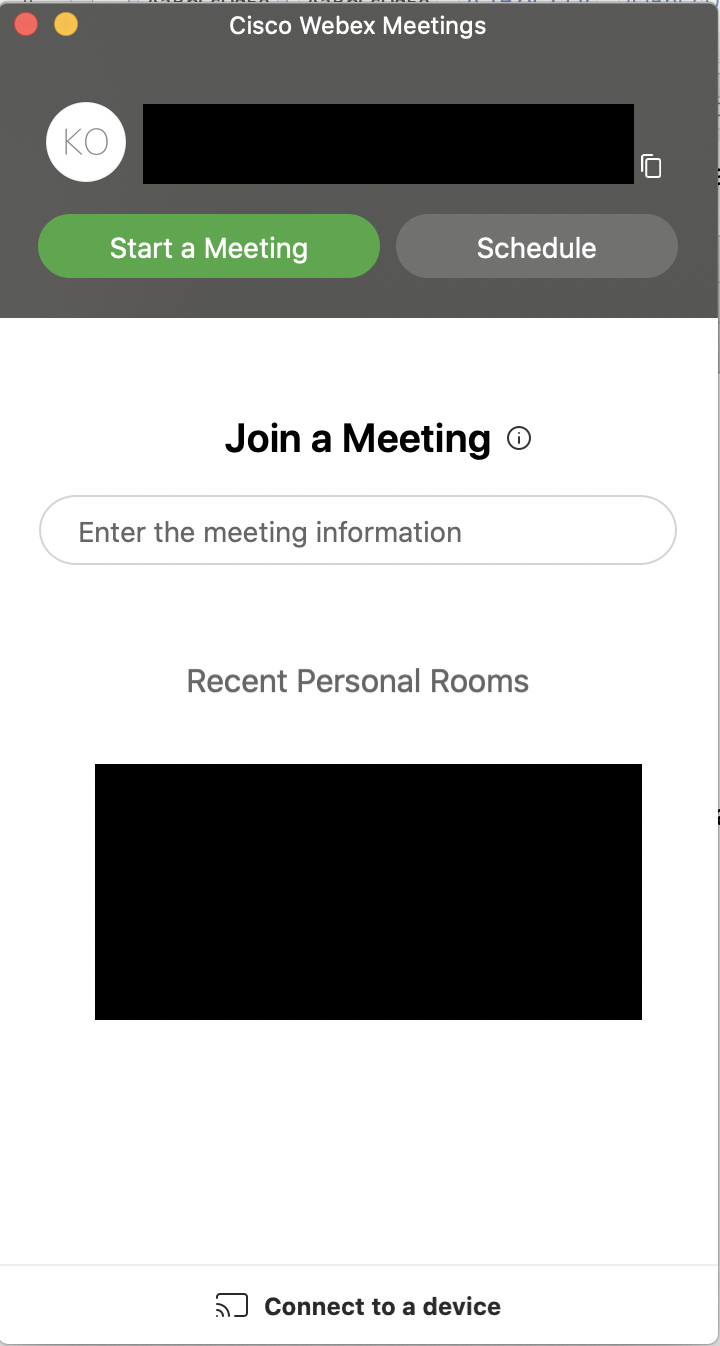 Cisco Webex Meetings
KO
Start a Meeting
Schedule
Join a Meeting
Enter the meeting information
Recent Personal Rooms
Connect to a device